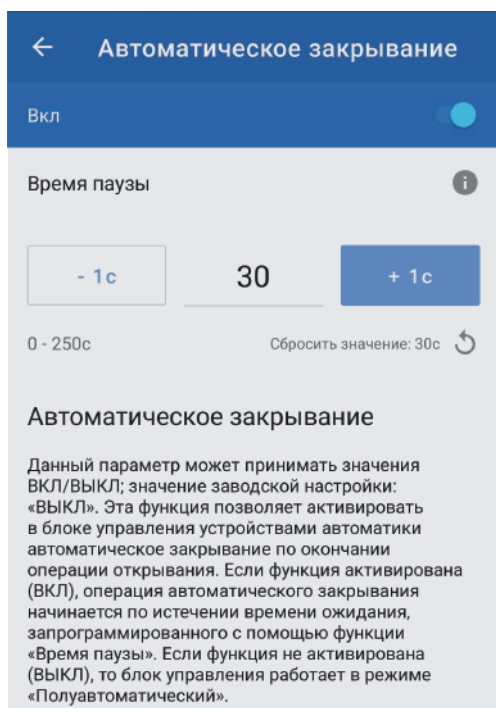 Автоматическое закрывание
Вкл
Время паузы
- 1с 30 + 1с
0 - 250с Сбросить значение: 30с
Автоматическое закрывание
Данный параметр может принимать значения
ВКЛ/ВЫКЛ; значение заводской настройки:
«ВЫКЛ». Эта функция позволяет активировать
в блоке управления устройствами автоматики
автоматическое закрывание по окончании
операции открывания. Если функция активирована
(ВКЛ), операция автоматического закрывания
начинается по истечении времени ожидания,
запрограммированного с помощью функции
«Время паузы». Если функция не активирована
(ВЫКЛ), то блок управления работает в режиме
«Полуавтоматический».